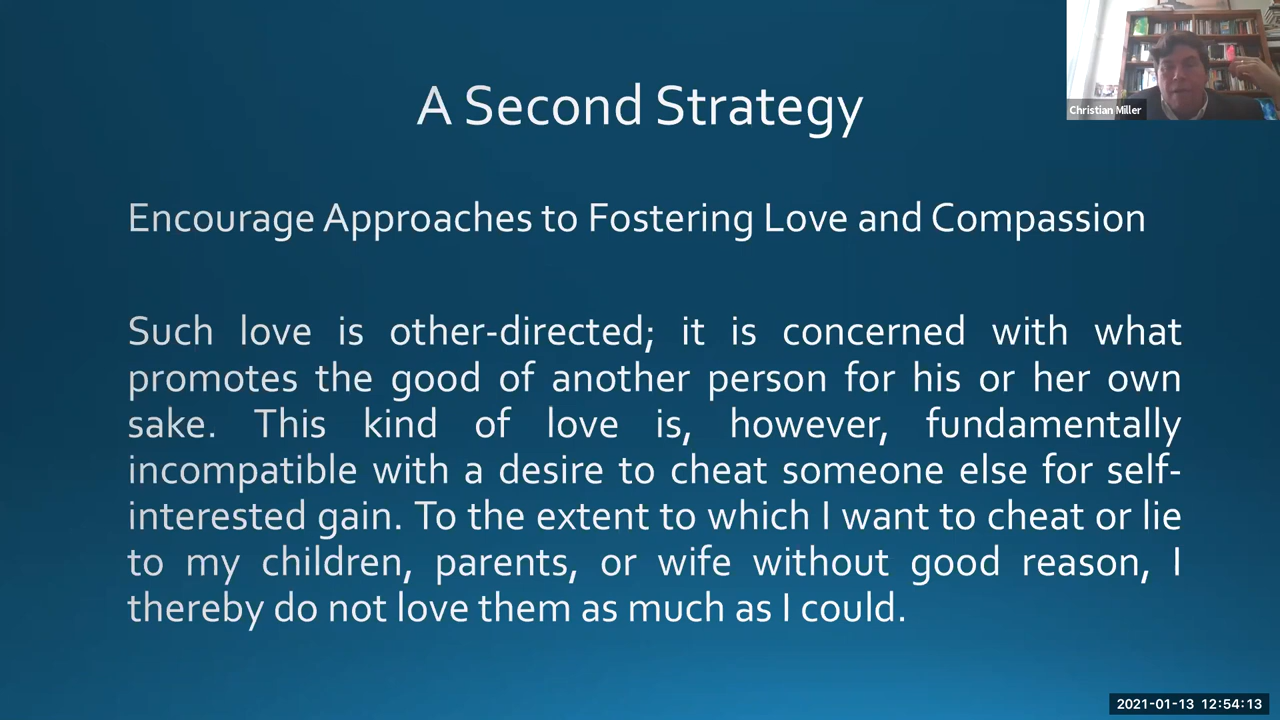 Christian Miller
A Second Strategy
Encourage Approaches to Fostering Love and Compassion
Such love is other-directed; it is concerned with what
promotes the good of another person for his or her own
sake. This kind of love is, however, fundamentally
incompatible with a desire to cheat someone else for self-
interested gain. To the extent to which I want to cheat or lie
to my children, parents, or wife without good reason, I
thereby do not love them as much as I could.
2021-01-13 12:54:13